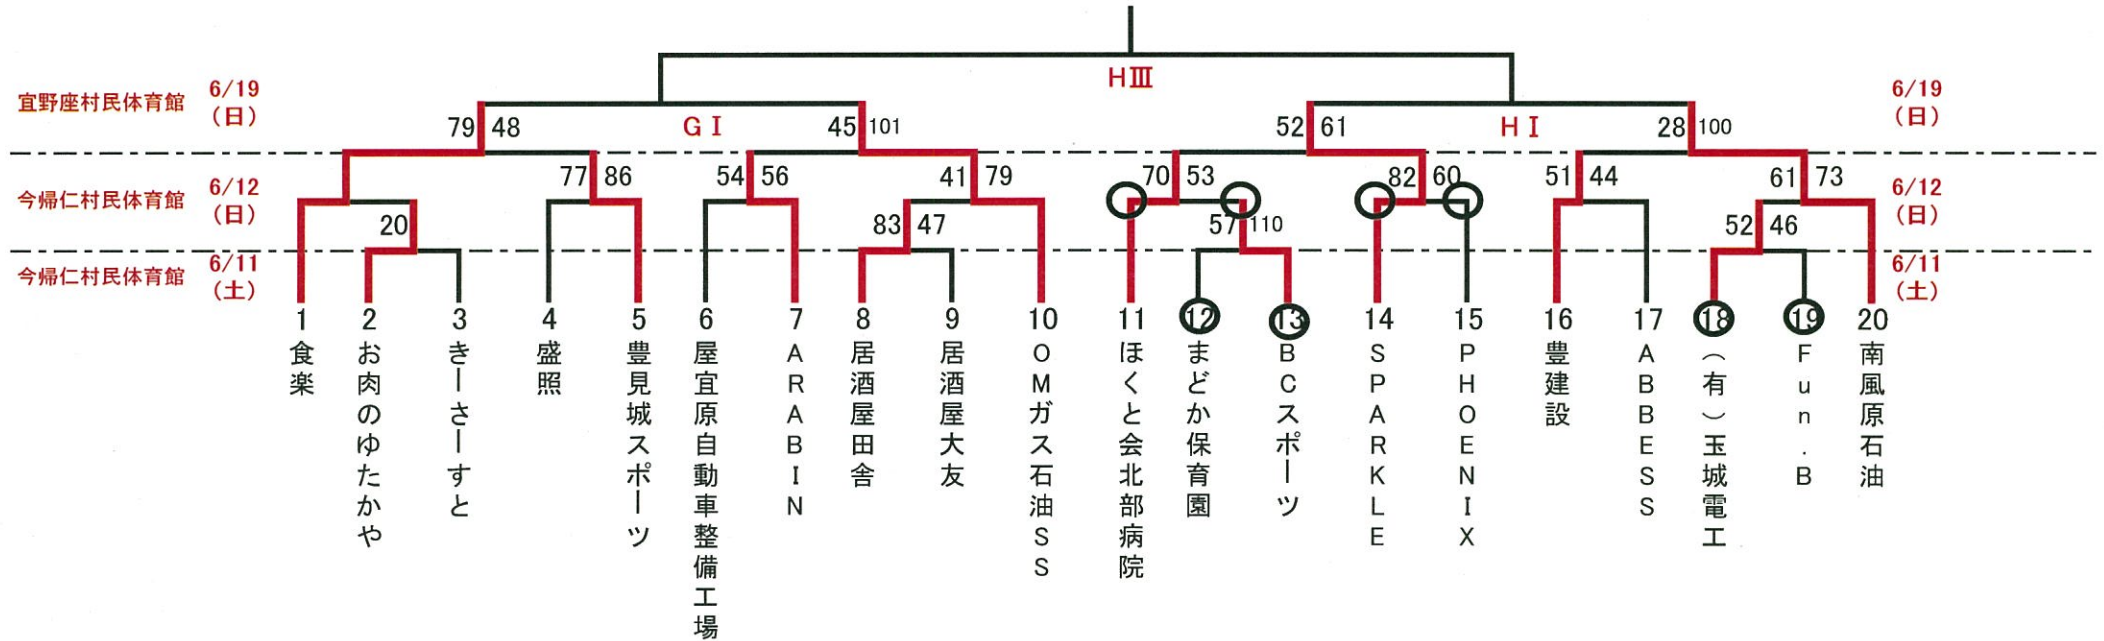 HⅢ
宜野座村民体育館
6/19
（日）
6/19
（日）
79 48
GⅠ
45 101
52 61
HⅠ
28 100
今帰仁村民体育館
6/12
（日）
6/12
（日）
77 86
54 56
41 79
70 53
82 60
51 44
61 73
20
83 47
57 110
52 46
今帰仁村民体育館
6/11
（土）
6/11
（土）
1
食楽
2
お肉のゆたかや
3
きーさーすと
4
盛照
5
豊見城スポーツ
6
屋宜原自動車整備工場
7
ARABIN
8
居酒屋田舎
9
居酒屋大友
10
OMガス石油SS
11
ほくと会北部病院
12
まどか保育園
13
BCスポーツ
14
SPARKLE
15
PHOENIX
16
豊建設
17
ABBESS
18
（有）玉城電工
19
Fun.B
20
南風原石油